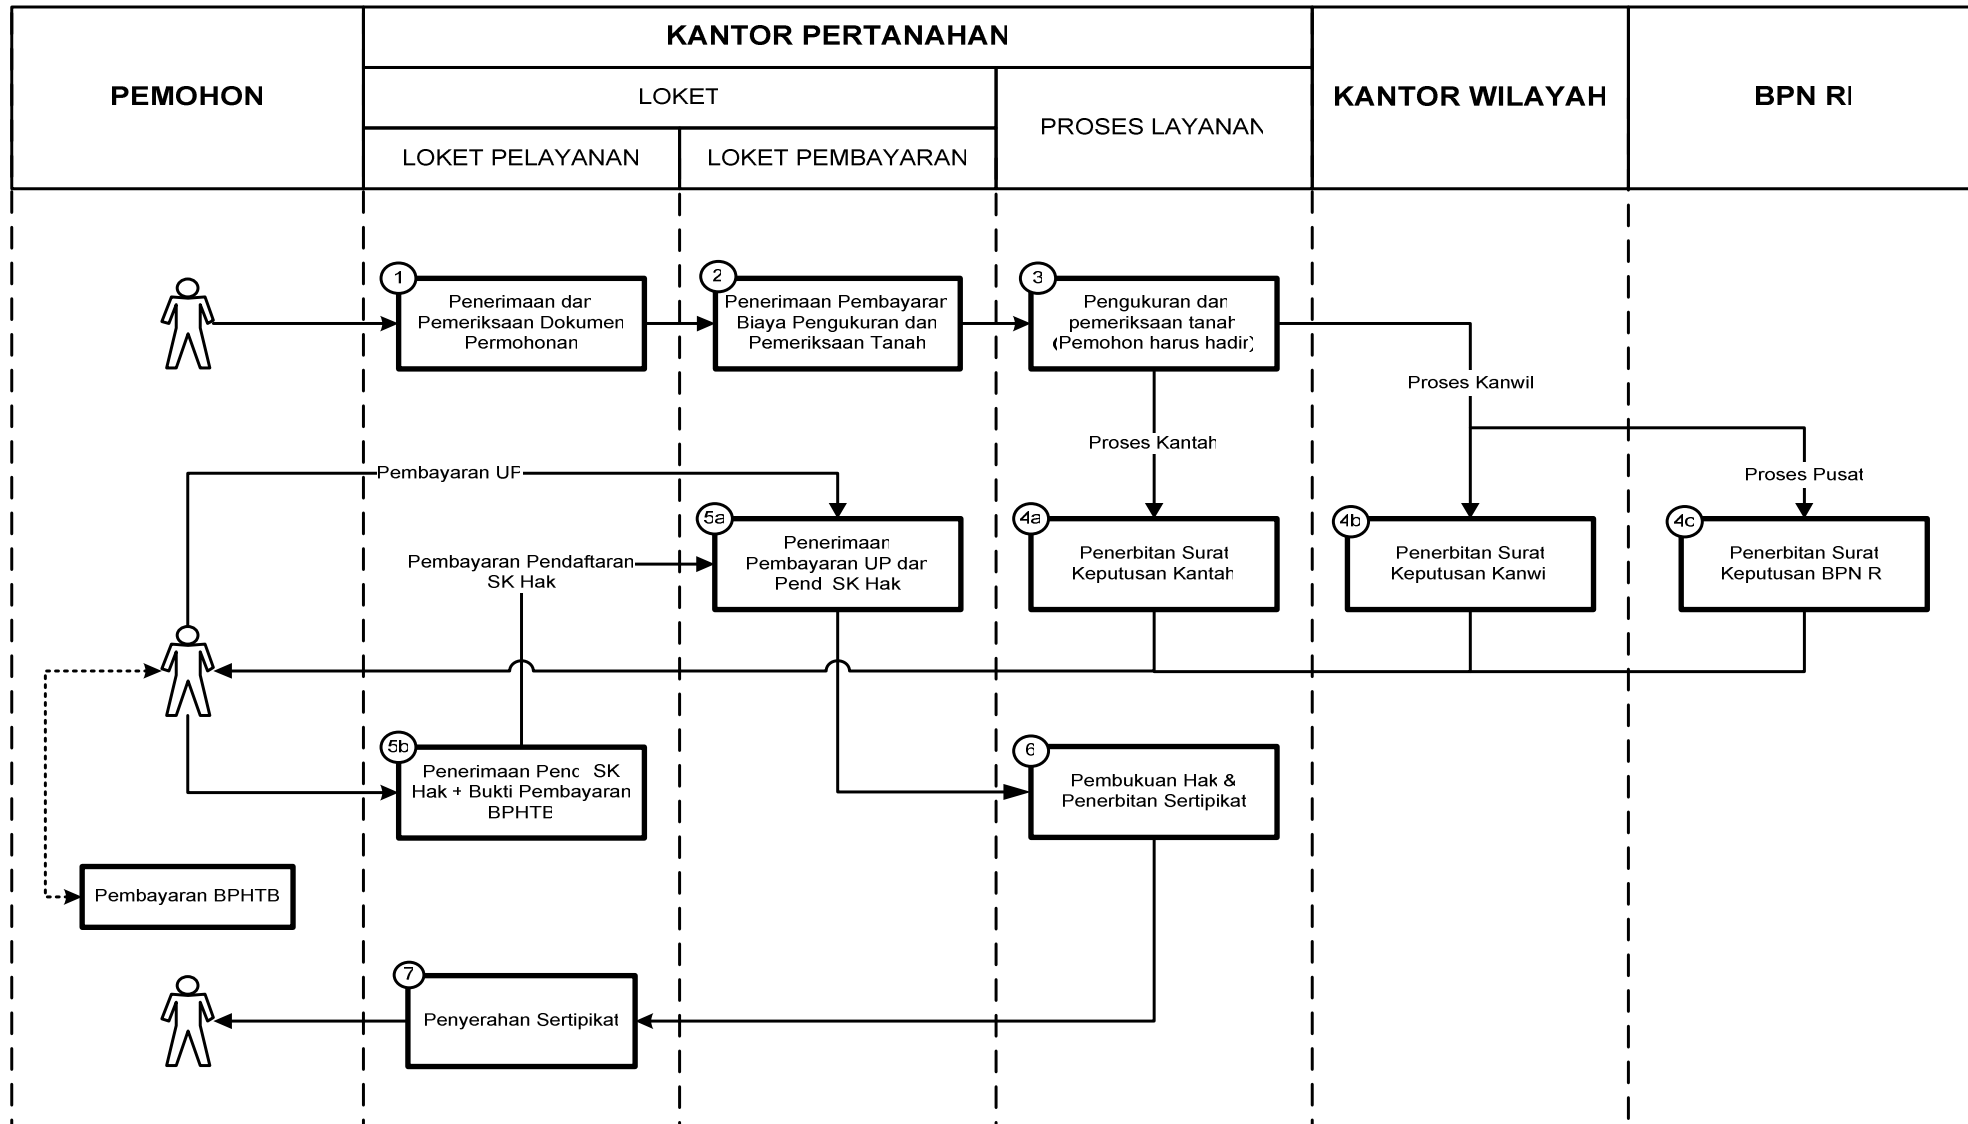 KANTOR PERTANAHAN
PEMOHON
LOKET
KANTOR WILAYAH
BPN RI
PROSES LAYANAN
LOKET PELAYANAN
LOKET PEMBAYARAN
1
Penerimaan dan
Pemeriksaan Dokumen
Permohonan
2
Penerimaan Pembayaran
Biaya Pengukuran dan
Pemeriksaan Tanah
3
Pengukuran dan
pemeriksaan tanah
(Pemohon harus hadir)
Proses Kanwil
Proses Kantah
Pembayaran UP
Proses Pusat
5a
Penerimaan
Pembayaran UP dan
Pend SK Hak
4a
Penerbitan Surat
Keputusan Kantah
4b
Penerbitan Surat
Keputusan Kanwi
4c
Penerbitan Surat
Keputusan BPN R
Pembayaran Pendaftaran
SK Hak
5b
Penerimaan Pend SK
Hak + Bukti Pembayaran
BPHTB
6
Pembukuan Hak &
Penerbitan Sertipikat
Pembayaran BPHTB
7
Penyerahan Sertipikat